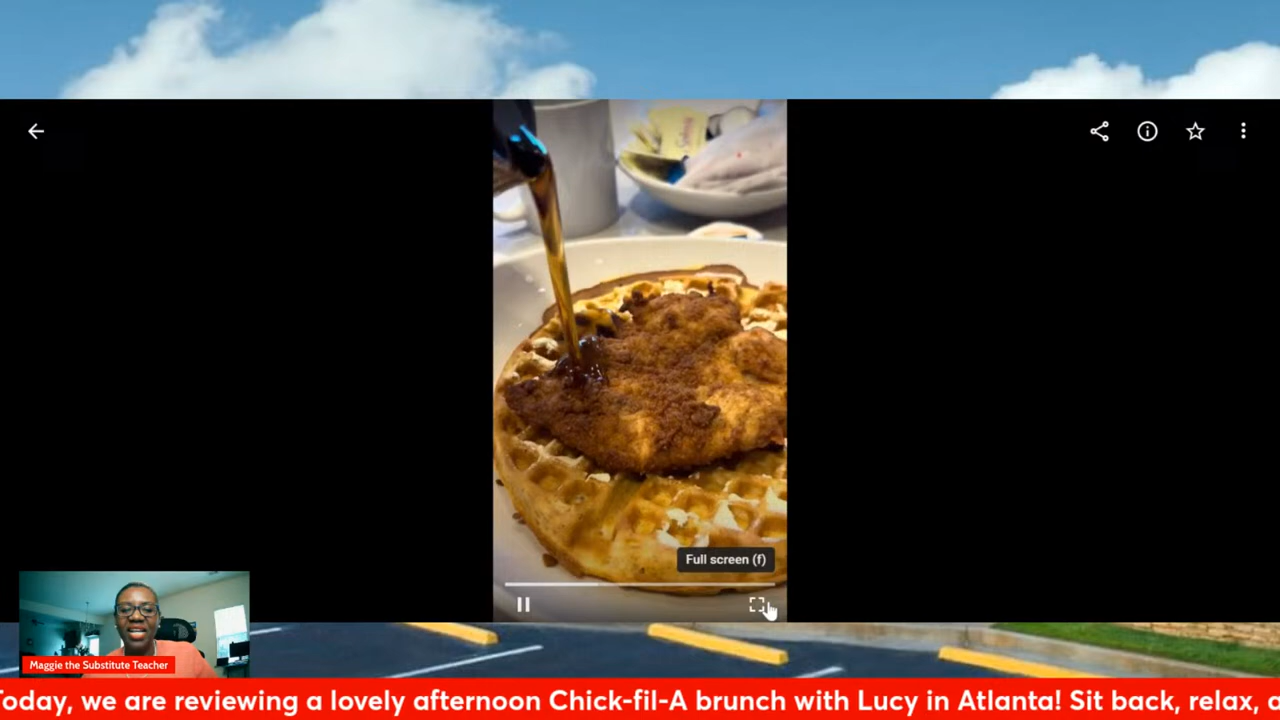 Full screen (f)
Maggie the Substitute Teacher
Today, we are reviewing a lovely afternoon Chick-fil-A brunch with Lucy in Atlanta! Sit back, relax,